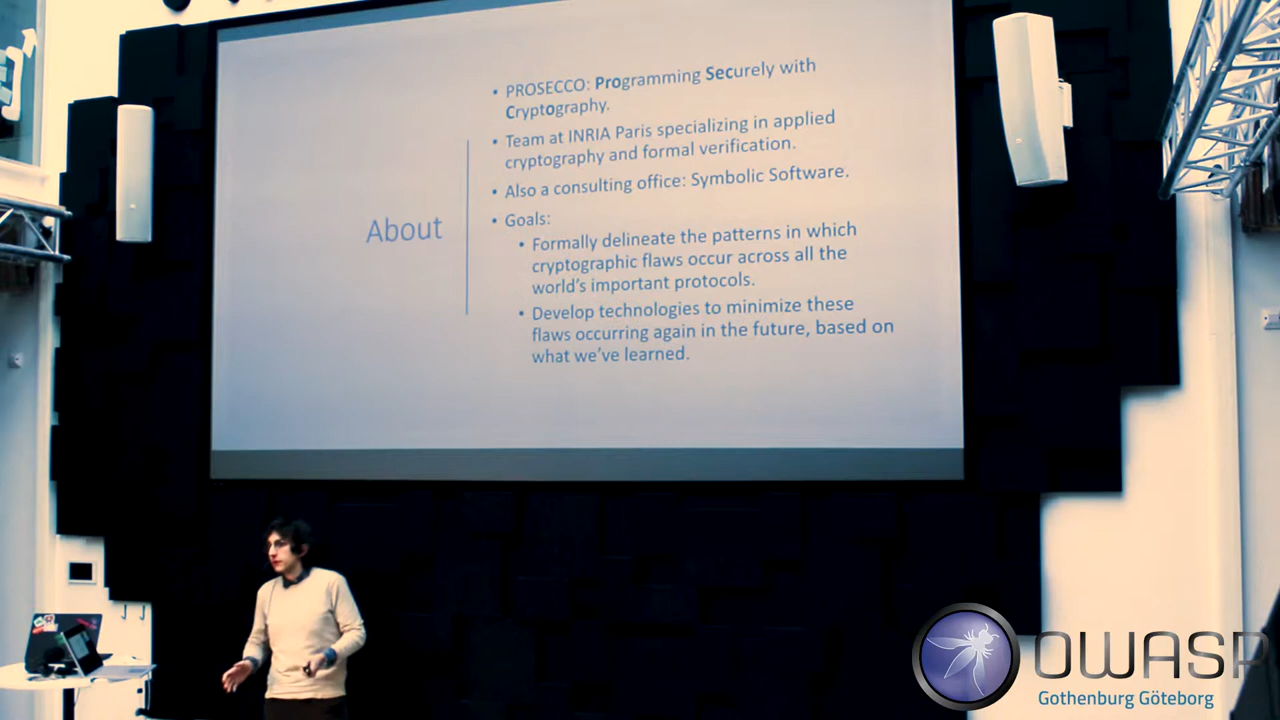 About
• PROSECCO: Programming Securely with
Cryptography.
• Team at INRIA Paris specializing in applied
cryptography and formal verification.
• Also a consulting office: Symbolic Software.
• Goals:
• Formally delineate the patterns in which
cryptographic flaws occur across all the
world's important protocols.
• Develop technologies to minimize these
flaws occurring again in the future, based on
what we've learned.
OWASP
Gothenburg Göteborg